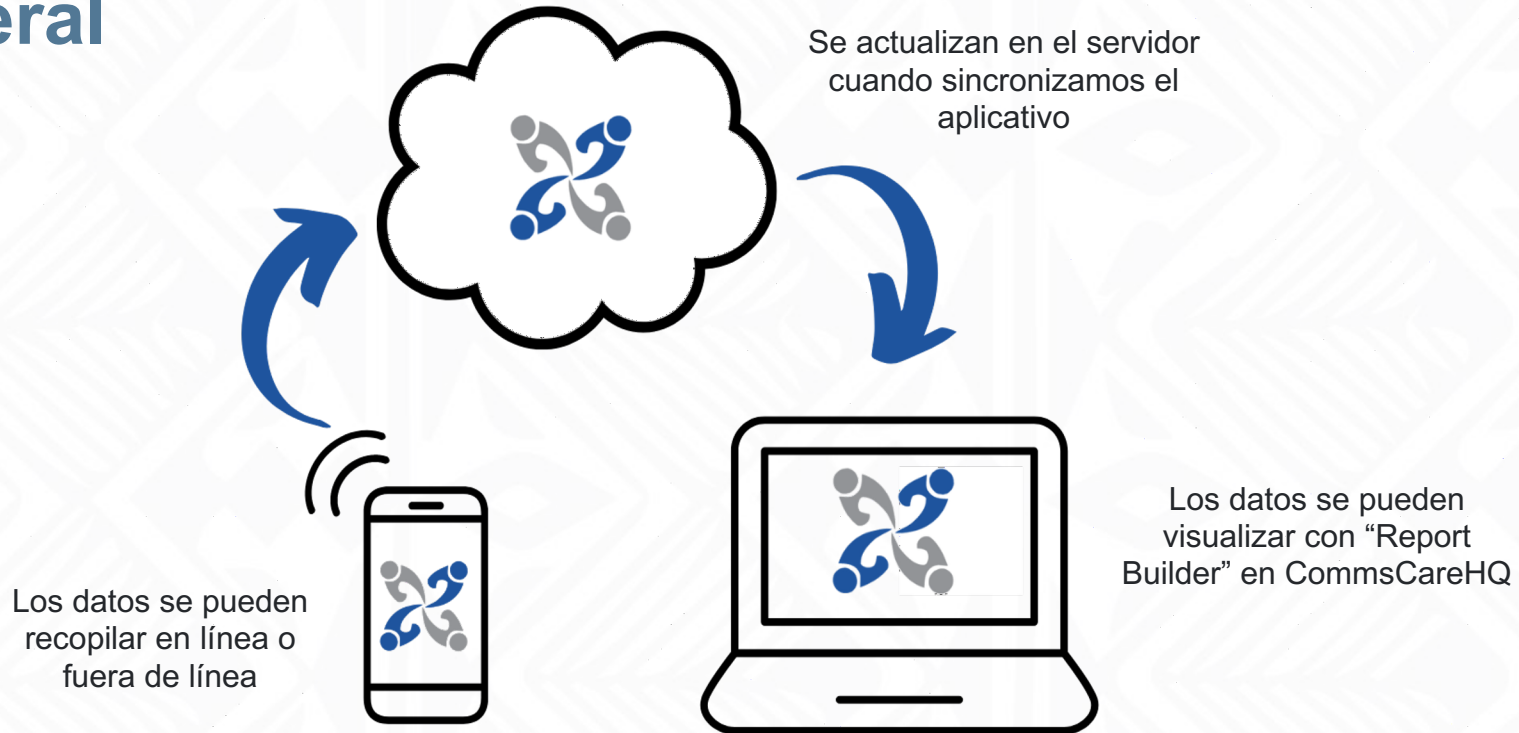 eral
Se actualizan en el servidor
cuando sincronizamos el
aplicativo
Los datos se pueden
recopilar en línea o
fuera de línea
Los datos se pueden
visualizar con “Report
Builder” en CommsCareHQ